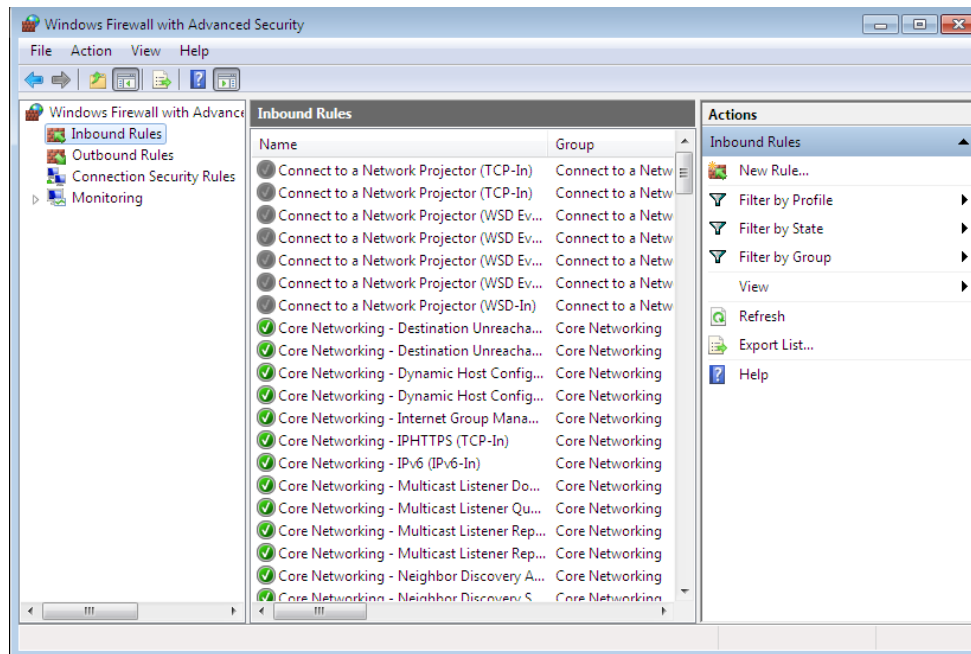 Windows Firewall with Advanced Security
File Action View Help
Windows Firewall with Advance
Inbound Rules
Outbound Rules
Connection Security Rules
Monitoring
Inbound Rules
Name Group
Connect to a Network Projector (TCP-In) Connect to a Netw
Connect to a Network Projector (TCP-In) Connect to a Netw
Connect to a Network Projector (WSD Ev... Connect to a Netw
Connect to a Network Projector (WSD Ev... Connect to a Netw
Connect to a Network Projector (WSD Ev... Connect to a Netw
Connect to a Network Projector (WSD Ev... Connect to a Netw
Connect to a Network Projector (WSD-In) Connect to a Netw
Core Networking - Destination Unreacha... Core Networking
Core Networking - Destination Unreacha... Core Networking
Core Networking - Dynamic Host Config... Core Networking
Core Networking - Dynamic Host Config... Core Networking
Core Networking - Internet Group Mana... Core Networking
Core Networking - IPHTTPS (TCP-In) Core Networking
Core Networking - IPv6 (IPv6-In) Core Networking
Core Networking - Multicast Listener Do... Core Networking
Core Networking - Multicast Listener Qu... Core Networking
Core Networking - Multicast Listener Rep... Core Networking
Core Networking - Multicast Listener Rep... Core Networking
Core Networking - Neighbor Discovery A... Core Networking
Core Networking - Neighbor Discovery S... Core Networking
Actions
Inbound Rules
New Rule...
Filter by Profile
Filter by State
Filter by Group
View
Refresh
Export List...
Help